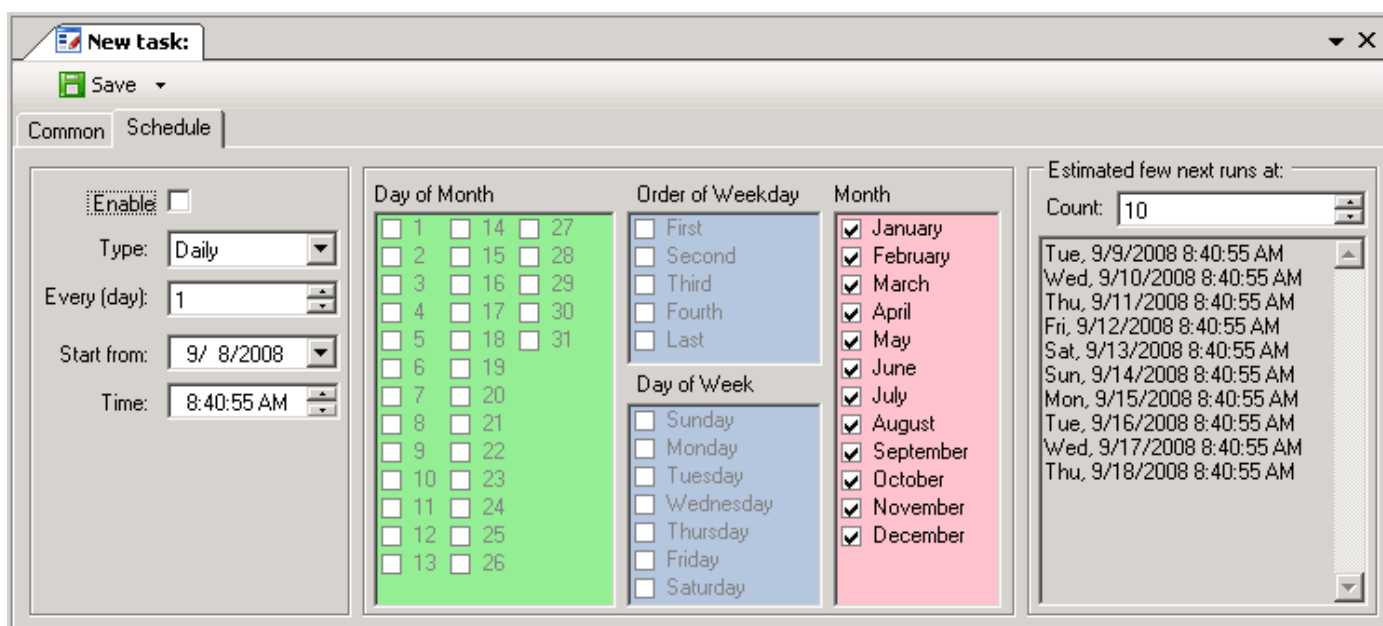 New task:
Save
Common Schedule
Enable
Type: Daily
Every (day): 1
Start from: 9/ 8/2008
Time: 8:40:55 AM
Day of Month
1 14 27
2 15 28
3 16 29
4 17 30
5 18 31
6 19
7 20
8 21
9 22
10 23
11 24
12 25
13 26
Order of Weekday
First
Second
Third
Fourth
Last
Day of Week
Sunday
Monday
Tuesday
Wednesday
Thursday
Friday
Saturday
Month
January
February
March
April
May
June
July
August
September
October
November
December
Estimated few next runs at:
Count: 10
Tue, 9/9/2008 8:40:55 AM
Wed, 9/10/2008 8:40:55 AM
Thu, 9/11/2008 8:40:55 AM
Fri, 9/12/2008 8:40:55 AM
Sat, 9/13/2008 8:40:55 AM
Sun, 9/14/2008 8:40:55 AM
Mon, 9/15/2008 8:40:55 AM
Tue, 9/16/2008 8:40:55 AM
Wed, 9/17/2008 8:40:55 AM
Thu, 9/18/2008 8:40:55 AM